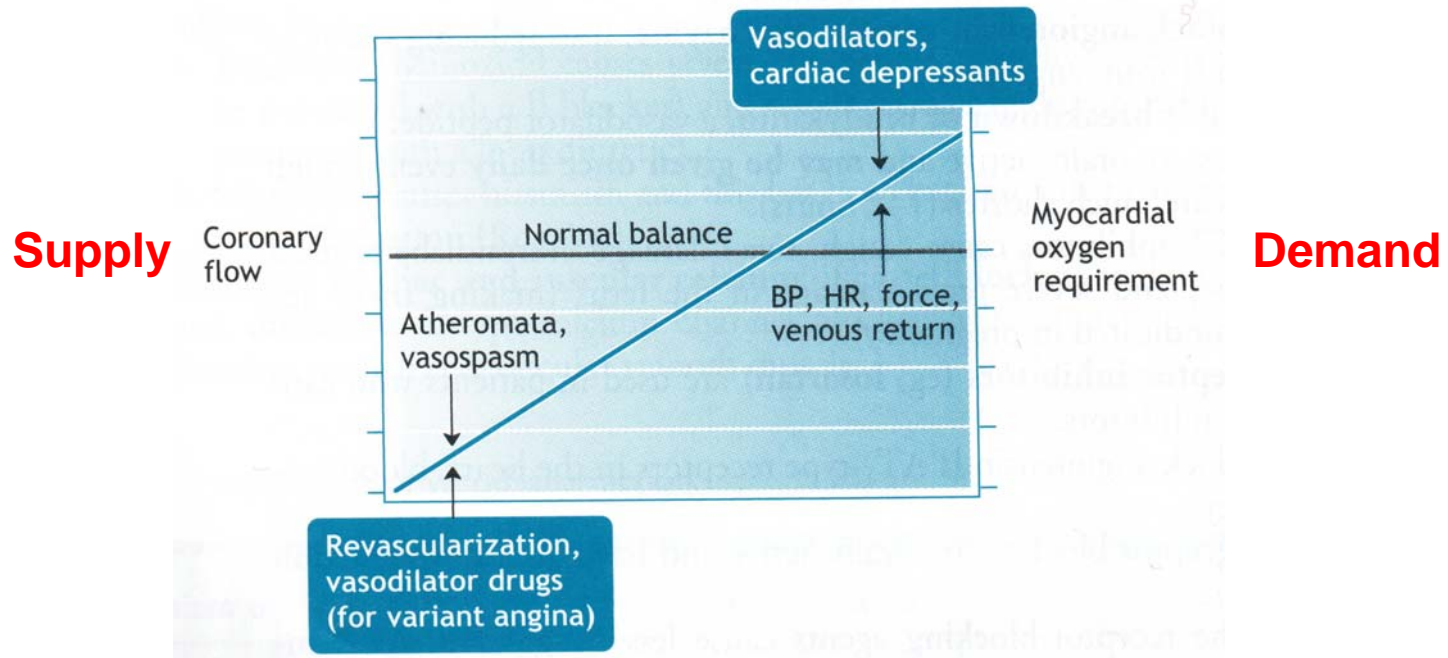 Vasodilators,
cardiac depressants
Supply
Coronary
flow
Normal balance
Myocardial
oxygen
requirement
Demand
Atheromata,
vasospasm
BP, HR, force,
venous return
Revascularization,
vasodilator drugs
(for variant angina)